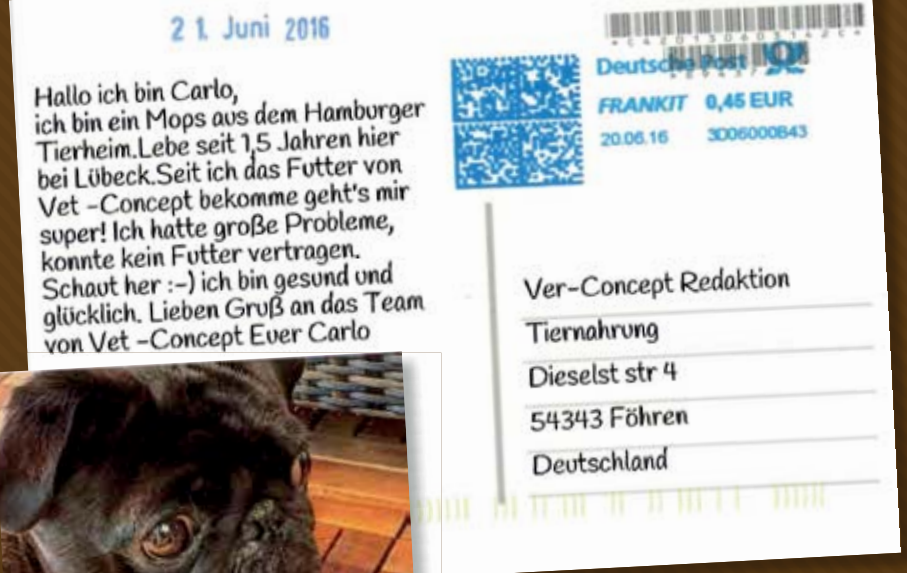 21. Juni 2016
Hallo ich bin Carlo,
ich bin ein Mops aus dem Hamburger
Tierheim.Lebe seit 1,5 Jahren hier
bei Lübeck.Seit ich das Futter von
Vet -Concept bekomme geht's mir
super! Ich hatte große Probleme,
konnte kein Futter vertragen.
Schaut her :-) ich bin gesund und
glücklich. Lieben Gruß an das Team
von Vet -Concept Euer Carlo
Deutsche Post
FRANKIT 0,45 EUR
20.06.16 3D06000843
Ver-Concept Redaktion
Tiernahrung
Dieselst str 4
54343 Föhren
Deutschland